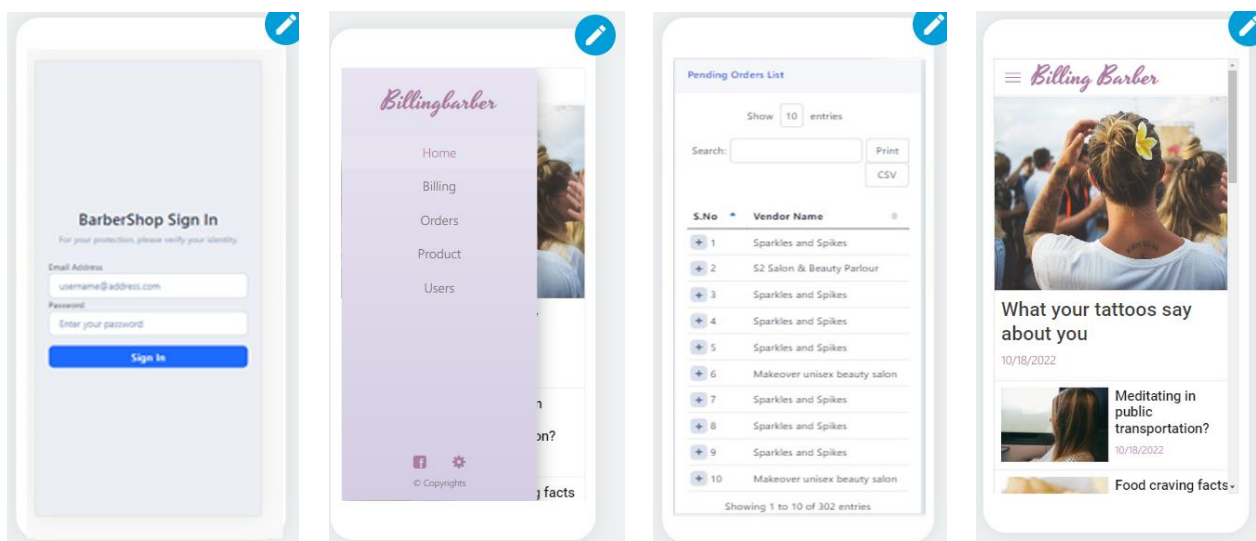 BarberShop Sign In
For your protection, please verify your identity.
Email Address
username@address.com
Password
Enter your password
Sign In
Billingbarber
Home
Billing
Orders
Product
Users
© Copyrights
n
on?
g facts
Pending Orders List
Show 10 entries
Search:
Print
CSV
S.No Vendor Name
1 Sparkles and Spikes
2 S2 Salon & Beauty Parlour
3 Sparkles and Spikes
4 Sparkles and Spikes
5 Sparkles and Spikes
6 Makeover unisex beauty salon
7 Sparkles and Spikes
8 Sparkles and Spikes
9 Sparkles and Spikes
10 Makeover unisex beauty salon
Showing 1 to 10 of 302 entries
Billing Barber
What your tattoos say
about you
10/18/2022
Meditating in
public
transportation?
10/18/2022
Food craving facts